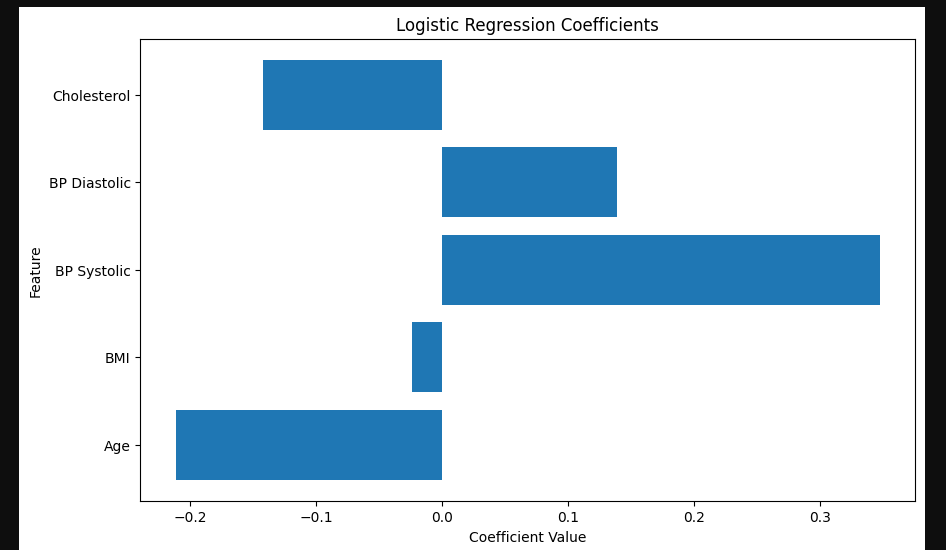 Logistic Regression Coefficients
Cholesterol
BP Diastolic
BP Systolic
BMI
Age
Feature
−0.2 −0.1 0.0 0.1 0.2 0.3
Coefficient Value